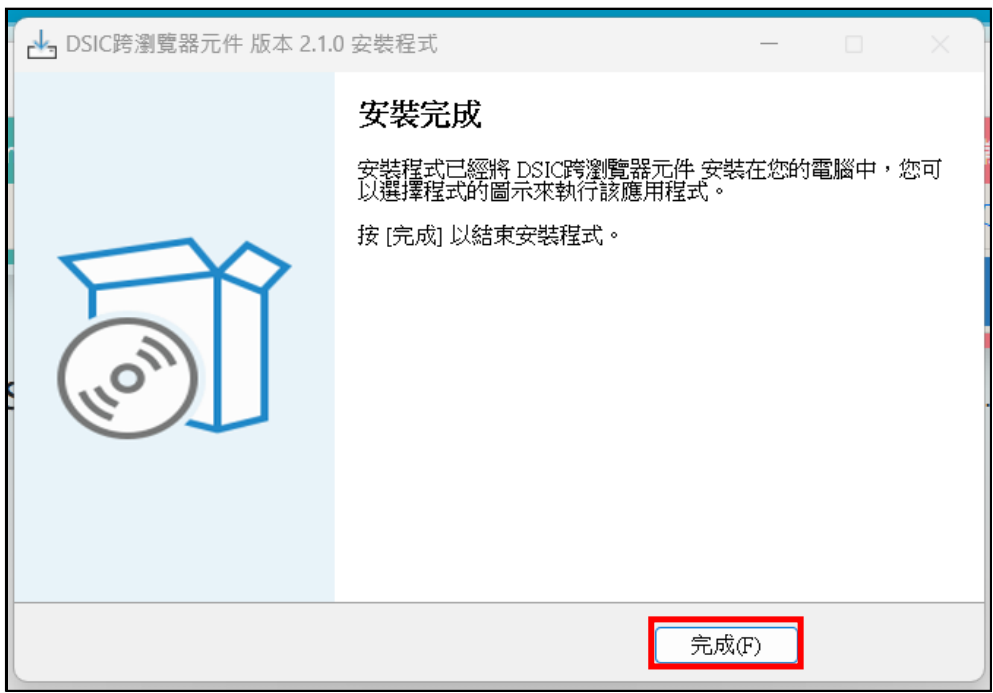 DSIC跨瀏覽器元件 版本 2.1.0 安裝程式
安裝完成
安裝程式已經將 DSIC跨瀏覽器元件 安裝在您的電腦中，您可
以選擇程式的圖示來執行該應用程式。
按 [完成] 以結束安裝程式。
完成(F)